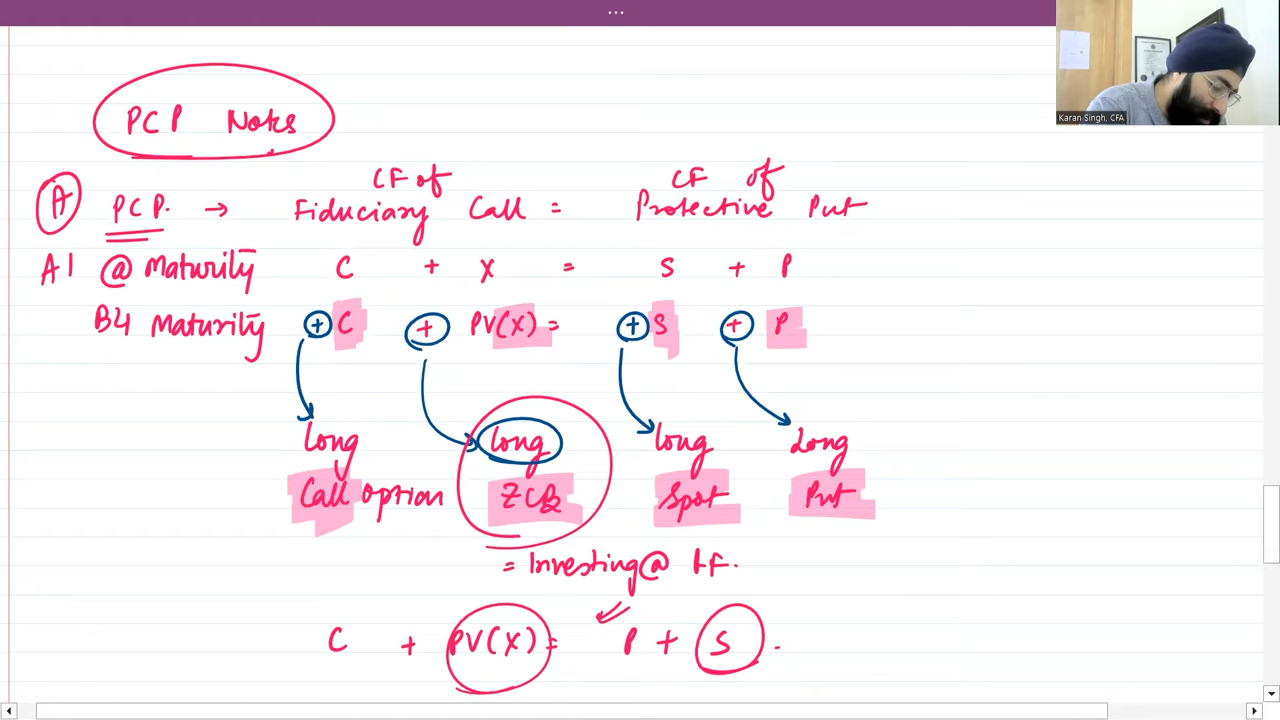 ...
Karan Singh, CFA
PCP Notes
A PCP. → CF of Fiduciary Call = CF of Protective Put
A1 @ Maturity C + X = S + P
B4 Maturity + C + PV(X) = + S + P
Long Call option
Long ZCB
Long Spot
Long Put
= Investing @ rF.
C + PV(X) = P + S.